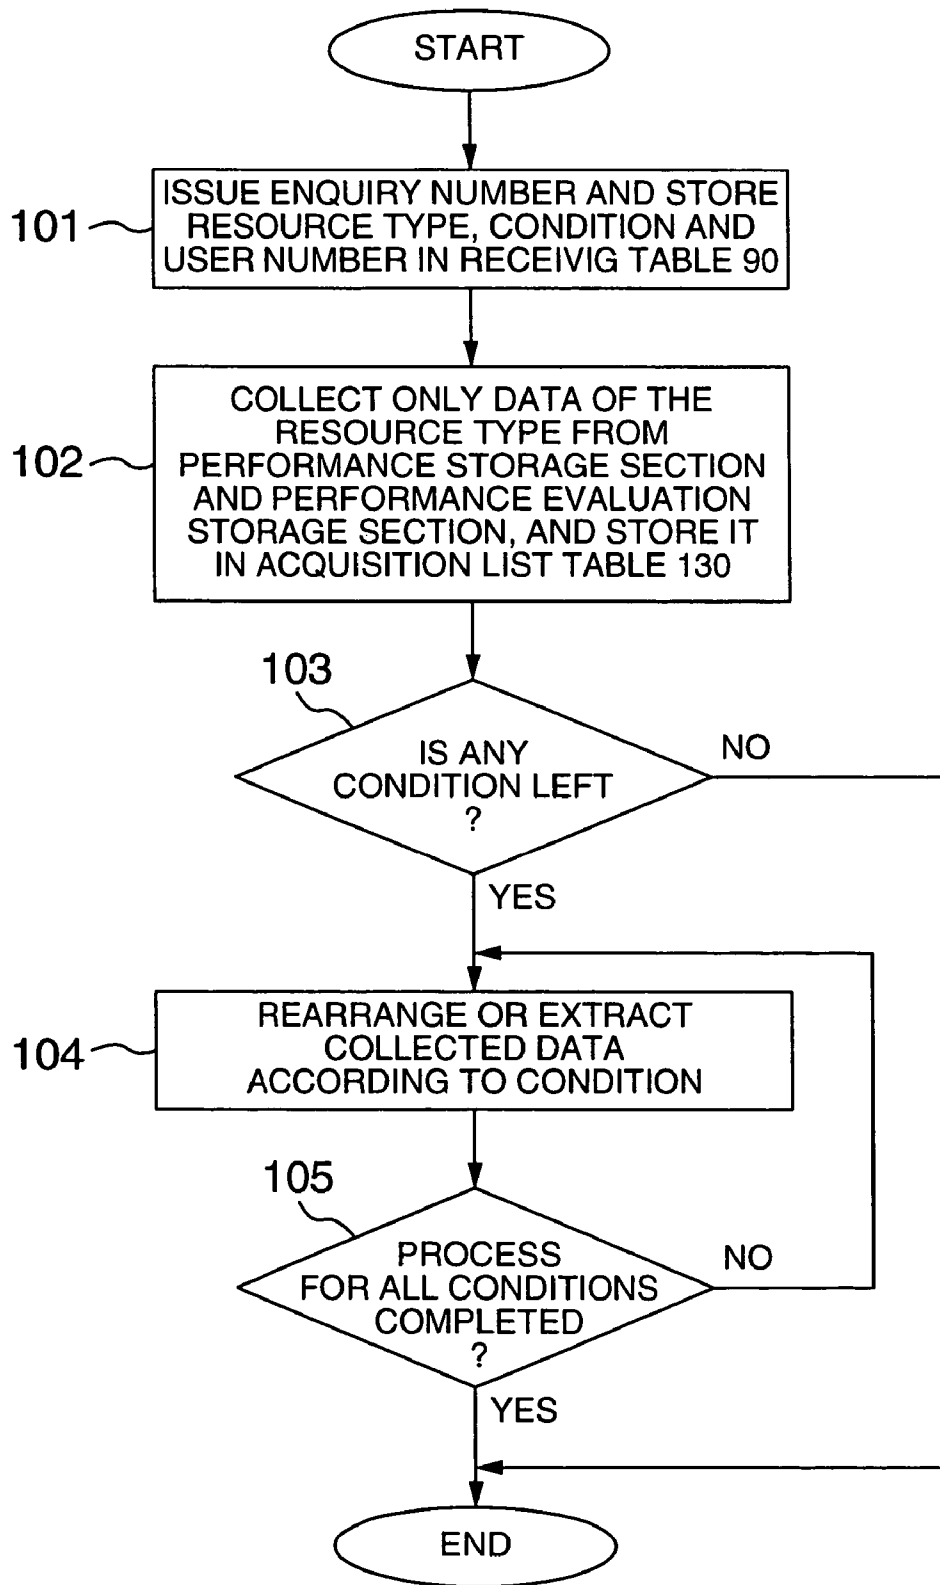 START
101
ISSUE ENQUIRY NUMBER AND STORE
RESOURCE TYPE, CONDITION AND
USER NUMBER IN RECEIVIG TABLE 90
102
COLLECT ONLY DATA OF THE
RESOURCE TYPE FROM
PERFORMANCE STORAGE SECTION
AND PERFORMANCE EVALUATION
STORAGE SECTION, AND STORE IT
IN ACQUISITION LIST TABLE 130
103
IS ANY
CONDITION LEFT
?
NO
YES
104
REARRANGE OR EXTRACT
COLLECTED DATA
ACCORDING TO CONDITION
105
PROCESS
FOR ALL CONDITIONS
COMPLETED
?
NO
YES
END